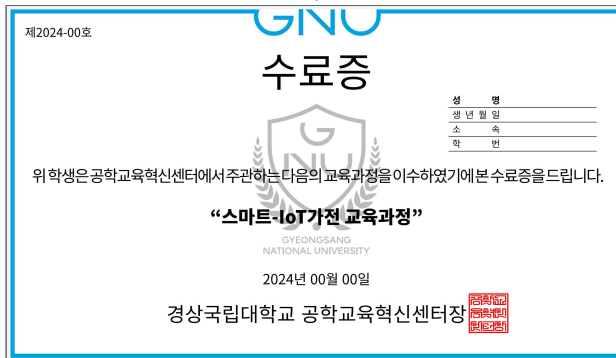 GNU
제2024-00호
수료증
성 명
생 년 월 일
소 속
학 번
GNU
위 학생은 공학교육혁신센터에서 주관하는 다음의 교육과정을 이수하였기에 본 수료증을 드립니다.
“스마트-IoT가전 교육과정”
GYEONGSANG
NATIONAL UNIVERSITY
2024년 00월 00일
경상국립대학교 공학교육혁신센터장